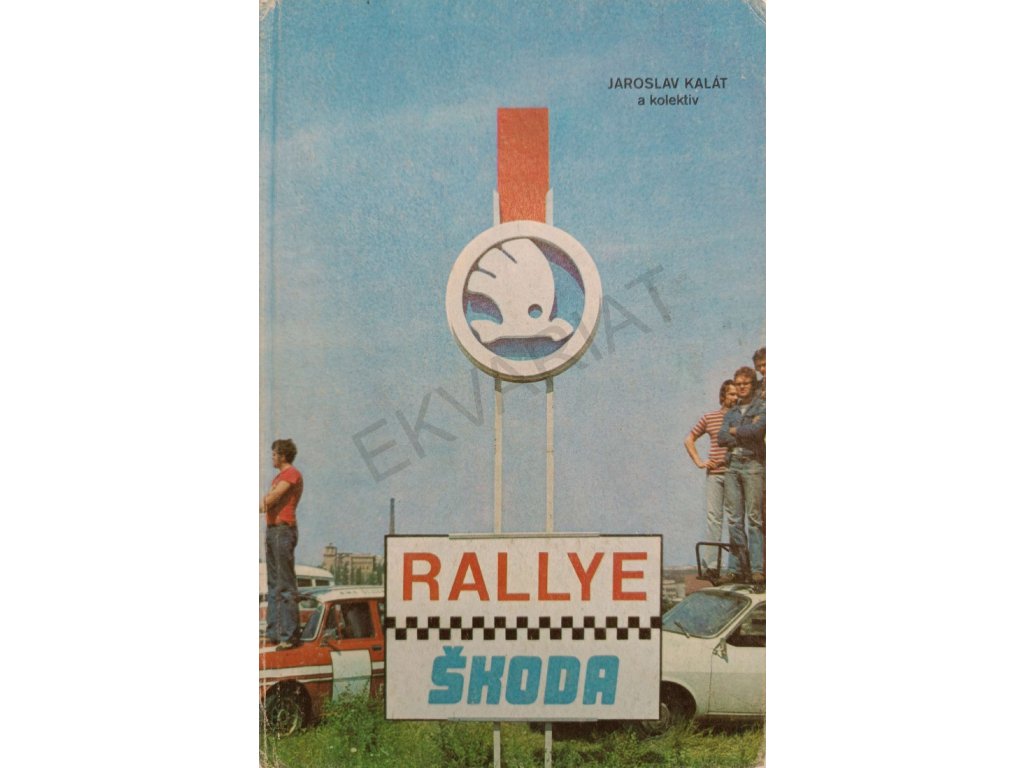 JAROSLAV KALÁT
a kolektiv
EKVARIAT
RALLYE
ŠKODA